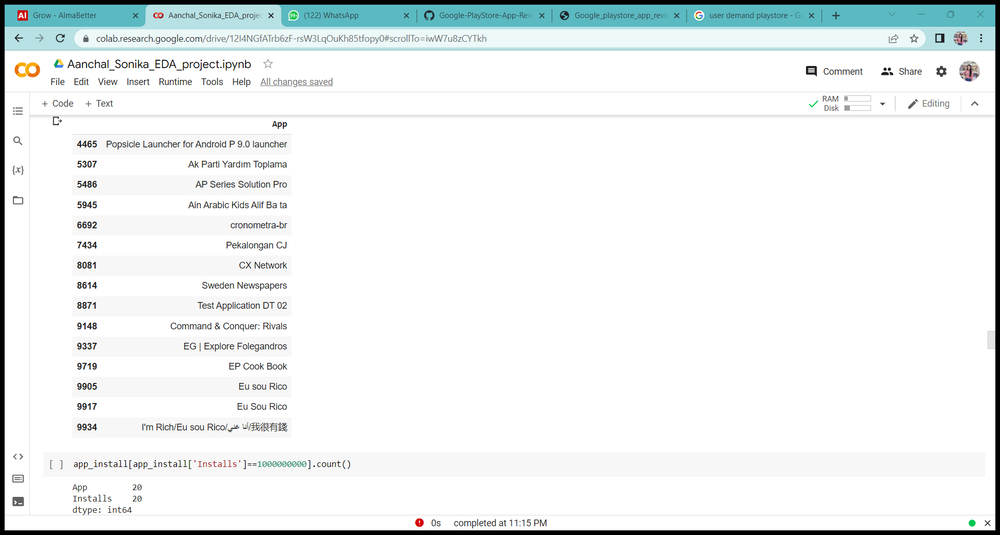 AI Grow - AlmaBetter
Aanchal_Sonika_EDA_projec
99+ (122) WhatsApp
Google-PlayStore-App-Revi
Google_playstore_app_revie
user demand playstore - Go
colab.research.google.com/drive/12I4NGfATrb6zF-rsW3LqOuKh85tfopy0#scrollTo=iwW7u8zCYTkh
Aanchal_Sonika_EDA_project.ipynb
Comment Share
File Edit View Insert Runtime Tools Help All changes saved
+ Code + Text
RAM
Disk
Editing
App
4465 Popsicle Launcher for Android P 9.0 launcher
5307 Ak Parti Yardım Toplama
5486 AP Series Solution Pro
5945 Ain Arabic Kids Alif Ba ta
6692 cronometra-br
7434 Pekalongan CJ
8081 CX Network
8614 Sweden Newspapers
8871 Test Application DT 02
9148 Command & Conquer: Rivals
9337 EG | Explore Folegandros
9719 EP Cook Book
9905 Eu sou Rico
9917 Eu Sou Rico
9934 I'm Rich/Eu sou Rico/أنا غني/我很有錢
[ ] app_install[app_install['Installs']==1000000000].count()
App 20
Installs 20
dtype: int64
0s completed at 11:15 PM